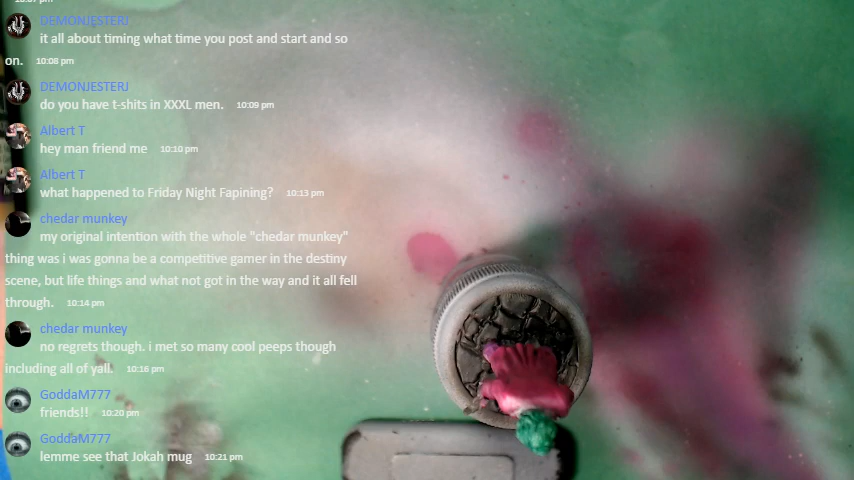 DEMONJESTERJ
it all about timing what time you post and start and so
on. 10:08 pm
DEMONJESTERJ
do you have t-shits in XXXL men. 10:09 pm
Albert T
hey man friend me 10:10 pm
Albert T
what happened to Friday Night Fapining? 10:13 pm
chedar munkey
my original intention with the whole "chedar munkey"
thing was i was gonna be a competitive gamer in the destiny
scene, but life things and what not got in the way and it all fell
through. 10:14 pm
chedar munkey
no regrets though. i met so many cool peeps though
including all of yall. 10:16 pm
GoddaM777
friends!! 10:20 pm
GoddaM777
lemme see that Jokah mug 10:21 pm